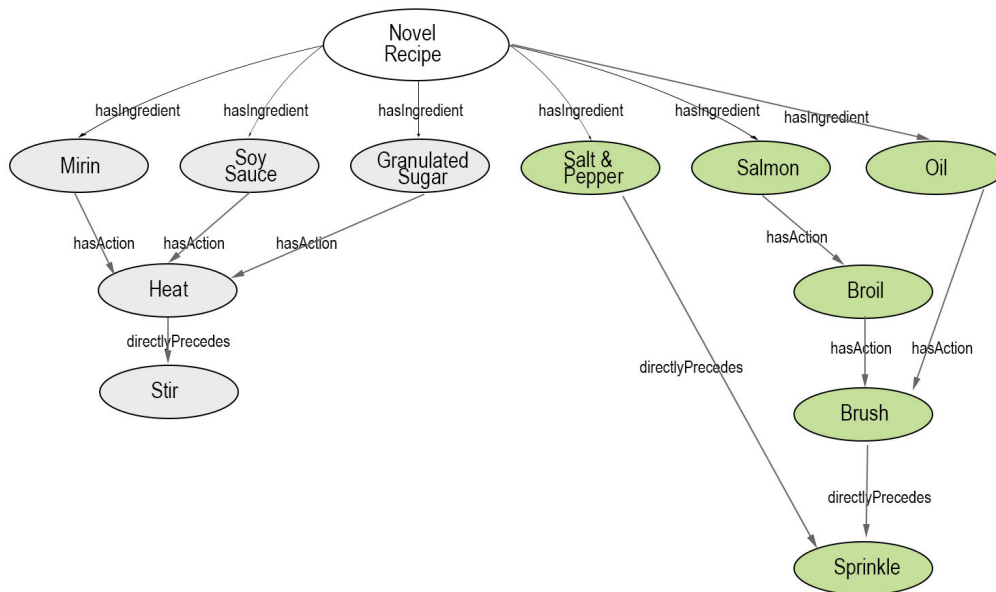 Novel
Recipe
hasIngredient
hasIngredient
hasIngredient
hasIngredient
hasIngredient
hasIngredient
Mirin
Soy
Sauce
Granulated
Sugar
Salt &
Pepper
Salmon
Oil
hasAction
hasAction
hasAction
hasAction
Heat
Broil
directlyPrecedes
hasAction
hasAction
directlyPrecedes
Stir
Brush
directlyPrecedes
Sprinkle